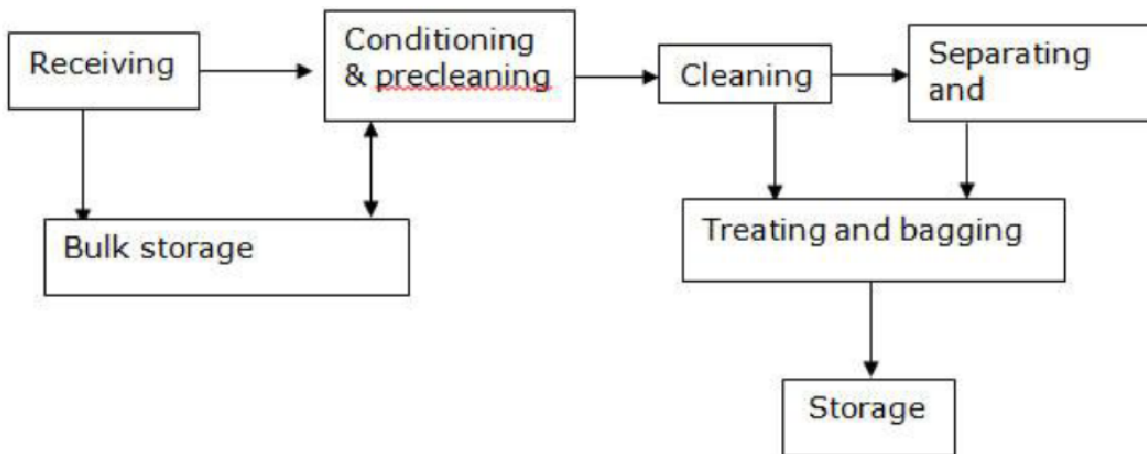 Receiving
Conditioning
& precleaning
Cleaning
Separating
and
Bulk storage
Treating and bagging
Storage